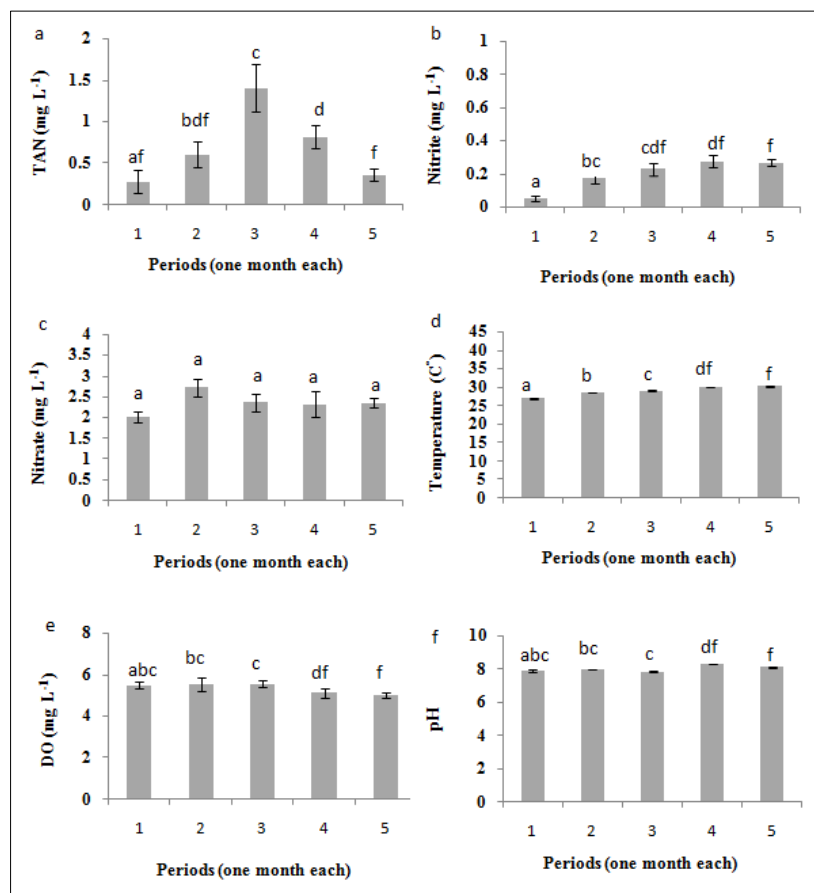 a
TAN (mg L-1)
2
1.5
1
0.5
0
af
bdf
c
d
f
1 2 3 4 5
Periods (one month each)
b
Nitrite (mg L-1)
1
0.8
0.6
0.4
0.2
0
a
bc
cdf
df
f
1 2 3 4 5
Periods (one month each)
c
Nitrate (mg L-1)
4
3.5
3
2.5
2
1.5
1
0.5
0
a
a
a
a
a
1 2 3 4 5
Periods (one month each)
d
Temperature (C°)
45
40
35
30
25
20
15
10
5
0
a
b
c
df
f
1 2 3 4 5
Periods (one month each)
e
DO (mg L-1)
8
6
4
2
0
abc
bc
c
df
f
1 2 3 4 5
Periods (one month each)
f
pH
10
8
6
4
2
0
abc
bc
c
df
f
1 2 3 4 5
Periods (one month each)